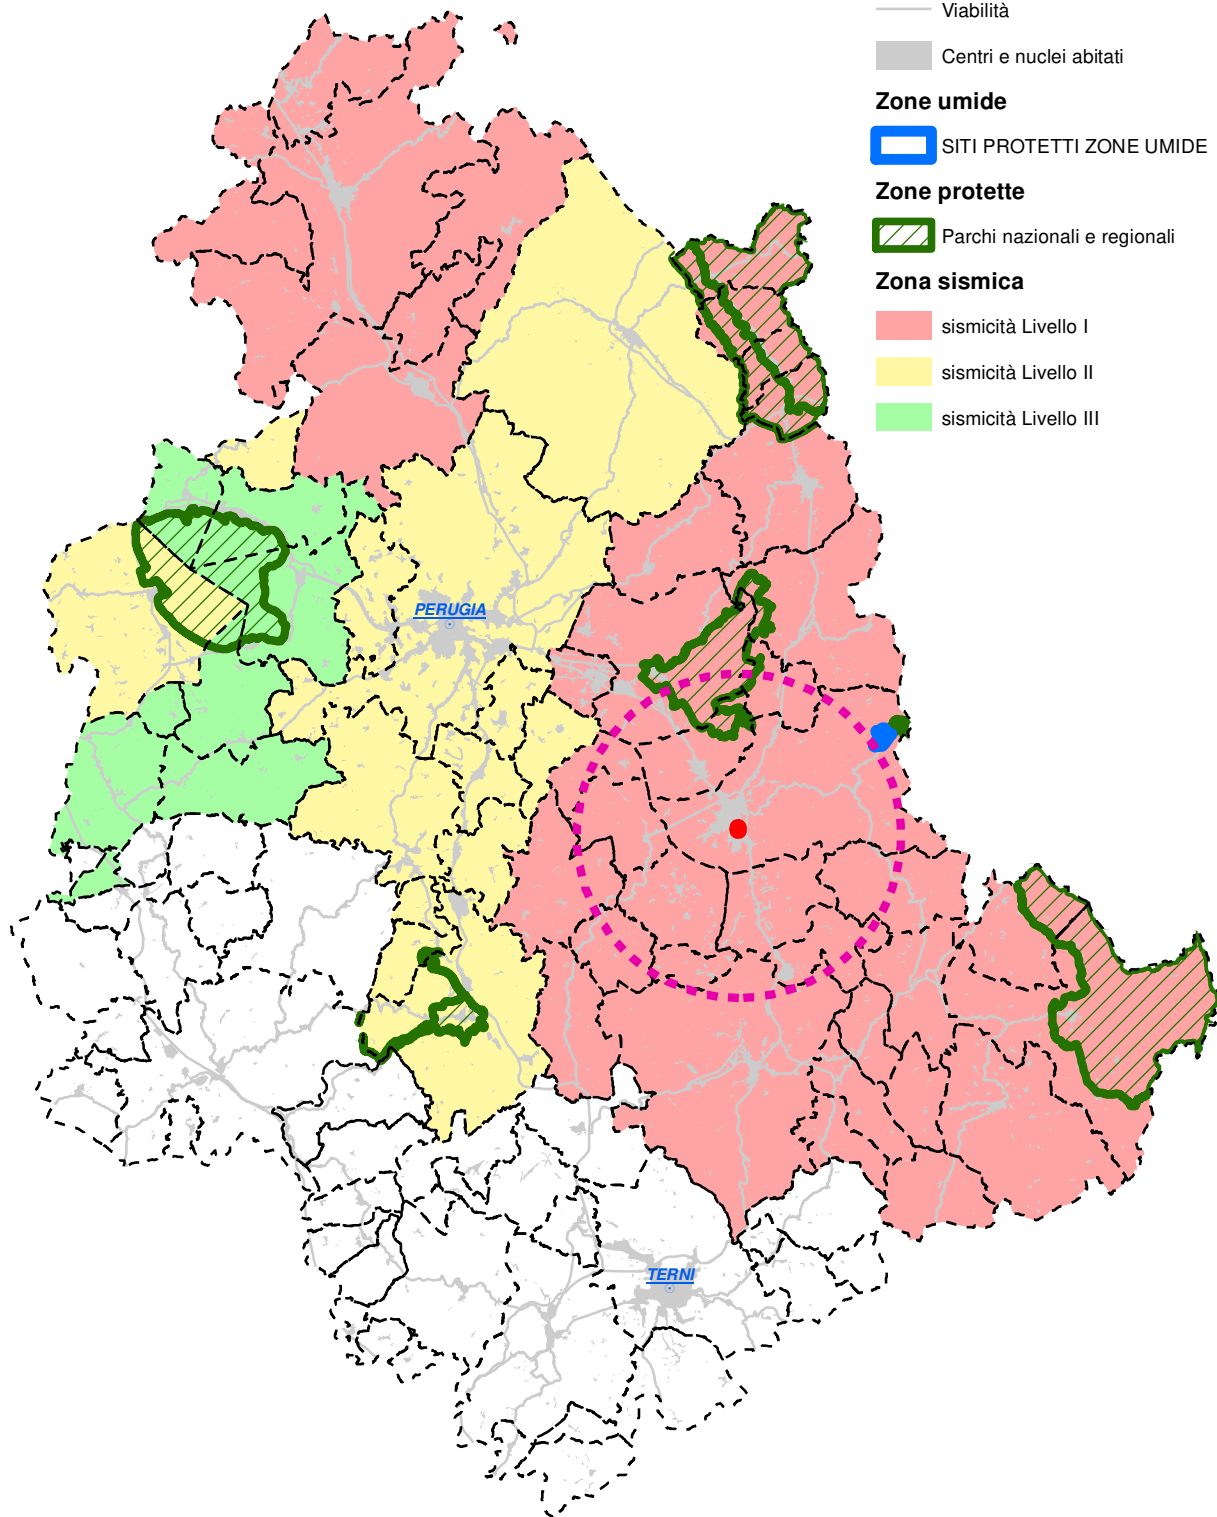 Viabilità
Centri e nuclei abitati
Zone umide
SITI PROTETTI ZONE UMIDE
Zone protette
Parchi nazionali e regionali
Zona sismica
sismicità Livello I
sismicità Livello II
sismicità Livello III
PERUGIA
TERNI